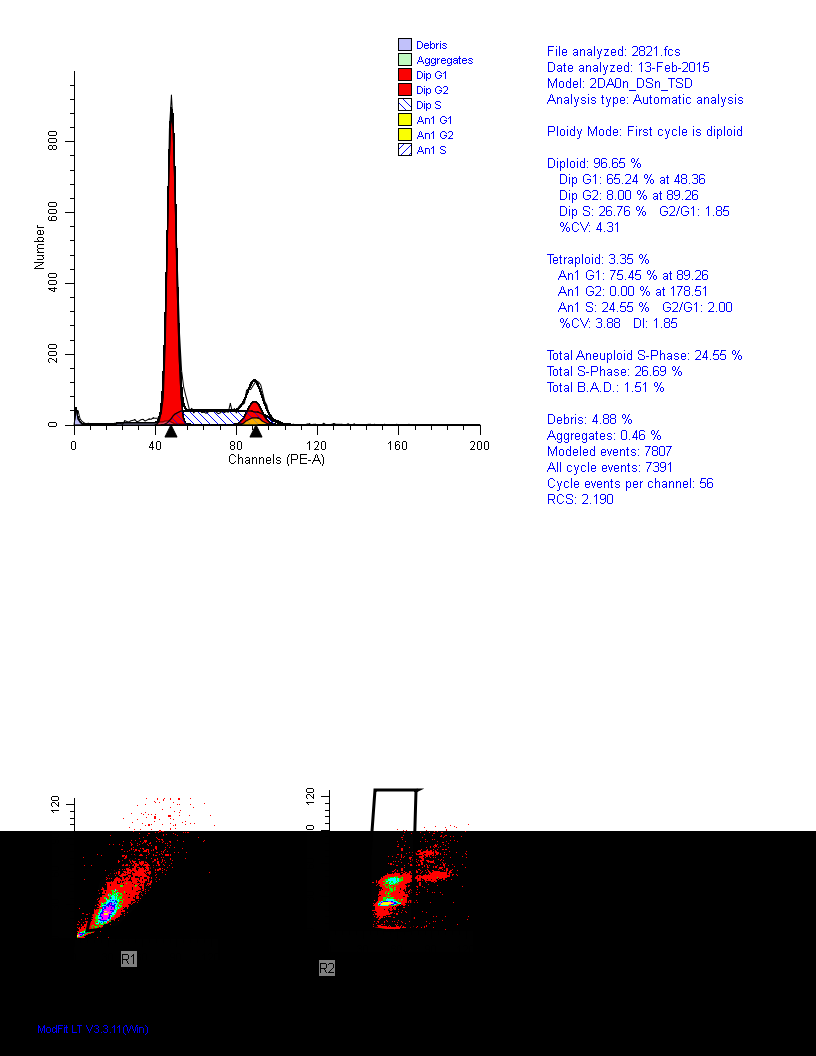 Debris
Aggregates
Dip G1
Dip G2
Dip S
An1 G1
An1 G2
An1 S
File analyzed: 2821.fcs
Date analyzed: 13-Feb-2015
Model: 2DA0n_DSn_TSD
Analysis type: Automatic analysis
Ploidy Mode: First cycle is diploid
Diploid: 96.65 %
Dip G1: 65.24 % at 48.36
Dip G2: 8.00 % at 89.26
Dip S: 26.76 % G2/G1: 1.85
%CV: 4.31
Tetraploid: 3.35 %
An1 G1: 75.45 % at 89.26
An1 G2: 0.00 % at 178.51
An1 S: 24.55 % G2/G1: 2.00
%CV: 3.88 DI: 1.85
Total Aneuploid S-Phase: 24.55 %
Total S-Phase: 26.69 %
Total B.A.D.: 1.51 %
Debris: 4.88 %
Aggregates: 0.46 %
Modeled events: 7807
All cycle events: 7391
Cycle events per channel: 56
RCS: 2.190
Number
800
600
400
200
0
0 40 80 120 160 200
Channels (PE-A)
120
120
0
R1
R2
ModFit LT V3.3.11(Win)